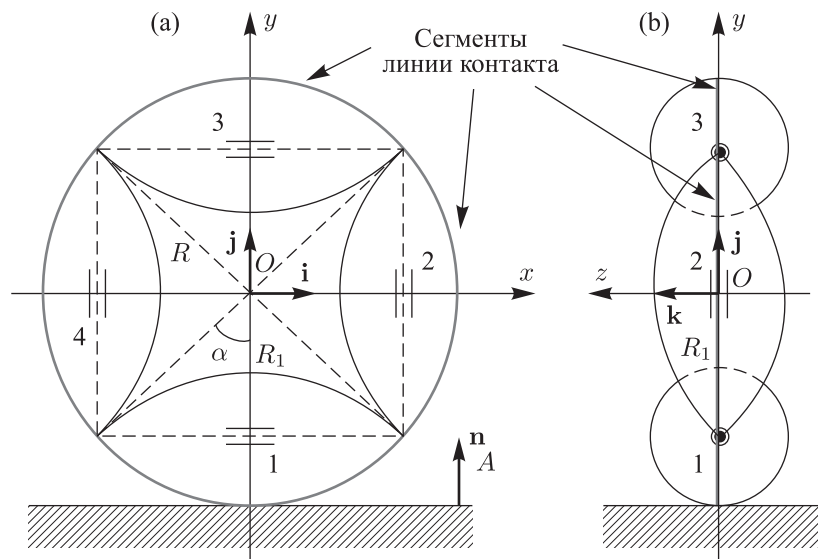 (a)
y
Сегменты
линии контакта
(b)
y
3
3
R
j
O
i
2
x
z
2
j
O
k
4
α
R₁
R₁
n
A
1
1